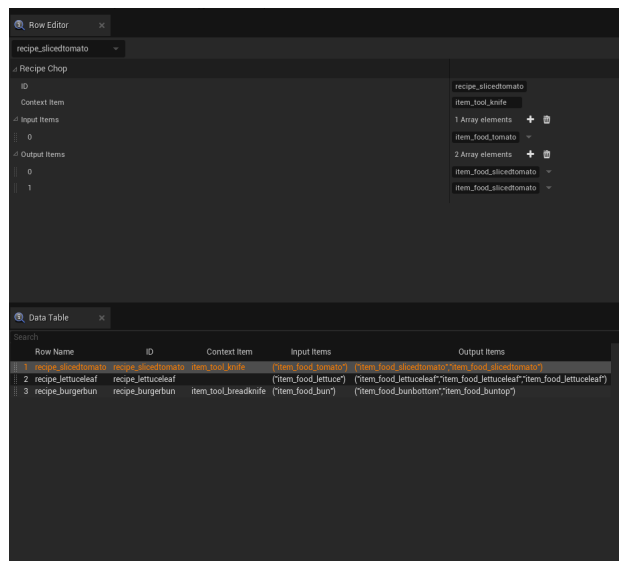 Row Editor
recipe_slicedtomato
Recipe Chop
ID recipe_slicedtomato
Context Item item_tool_knife
Input Items 1 Array elements
0 item_food_tomato
Output Items 2 Array elements
0 item_food_slicedtomato
1 item_food_slicedtomato
Data Table
Search
Row Name ID Context Item Input Items Output Items
1 recipe_slicedtomato recipe_slicedtomato item_tool_knife ("item_food_tomato") ("item_food_slicedtomato","item_food_slicedtomato")
2 recipe_lettuceleaf recipe_lettuceleaf ("item_food_lettuce") ("item_food_lettuceleaf","item_food_lettuceleaf","item_food_lettuceleaf")
3 recipe_burgerbun recipe_burgerbun item_tool_breadknife ("item_food_bun") ("item_food_bunbottom","item_food_buntop")